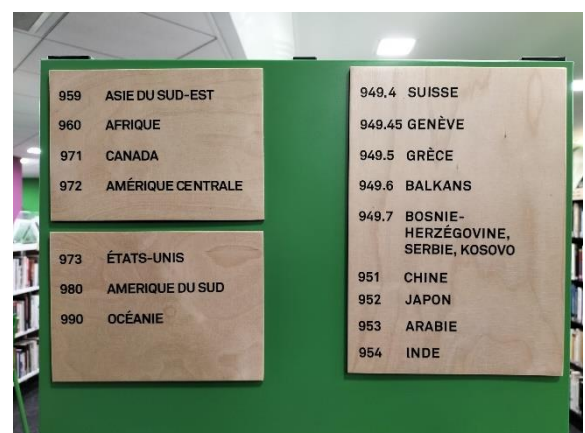 959 ASIE DU SUD-EST
960 AFRIQUE
971 CANADA
972 AMÉRIQUE CENTRALE
973 ÉTATS-UNIS
980 AMERIQUE DU SUD
990 OCÉANIE
949.4 SUISSE
949.45 GENÈVE
949.5 GRÈCE
949.6 BALKANS
949.7 BOSNIE-
HERZÉGOVINE,
SERBIE, KOSOVO
951 CHINE
952 JAPON
953 ARABIE
954 INDE